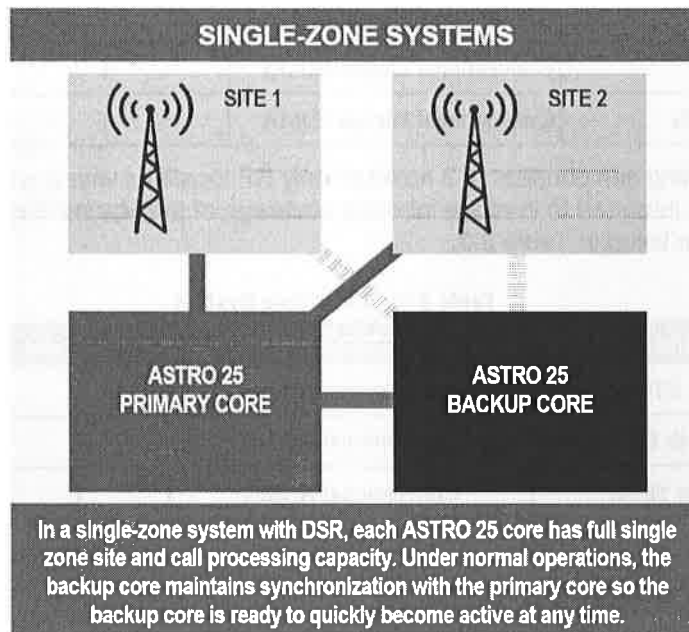 SINGLE-ZONE SYSTEMS
SITE 1
SITE 2
ASTRO 25
PRIMARY CORE
ASTRO 25
BACKUP CORE
In a single-zone system with DSR, each ASTRO 25 core has full single
zone site and call processing capacity. Under normal operations, the
backup core maintains synchronization with the primary core so the
backup core is ready to quickly become active at any time.